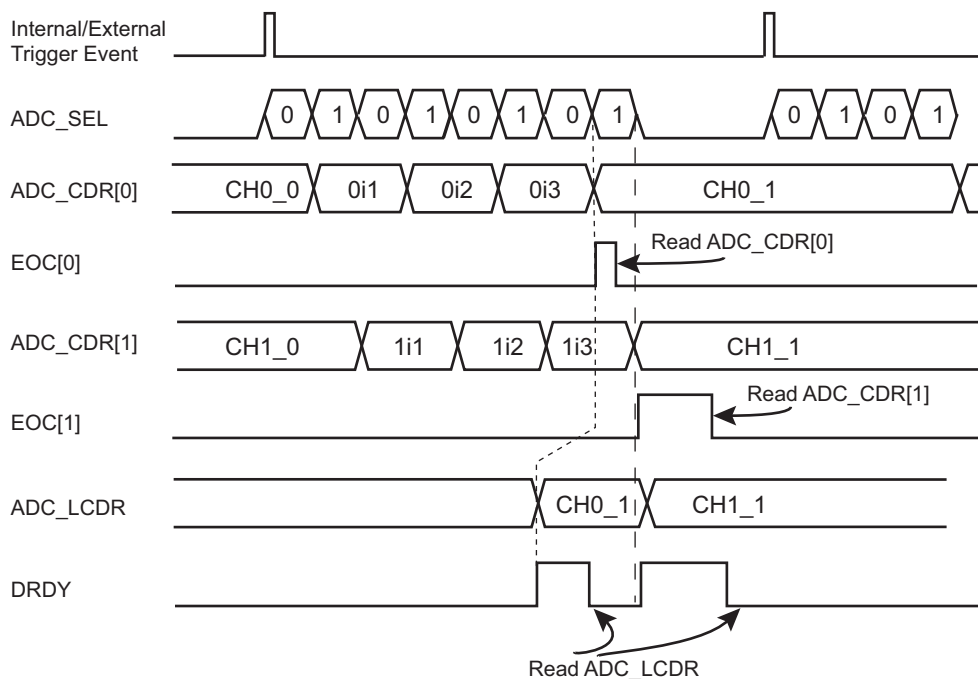 Internal/External
Trigger Event
ADC_SEL 0 1 0 1 0 1 0 1 0 1 0 1
ADC_CDR[0] CH0_0 0i1 0i2 0i3 CH0_1
Read ADC_CDR[0]
EOC[0]
ADC_CDR[1] CH1_0 1i1 1i2 1i3 CH1_1
Read ADC_CDR[1]
EOC[1]
ADC_LCDR CH0_1 CH1_1
DRDY
Read ADC_LCDR